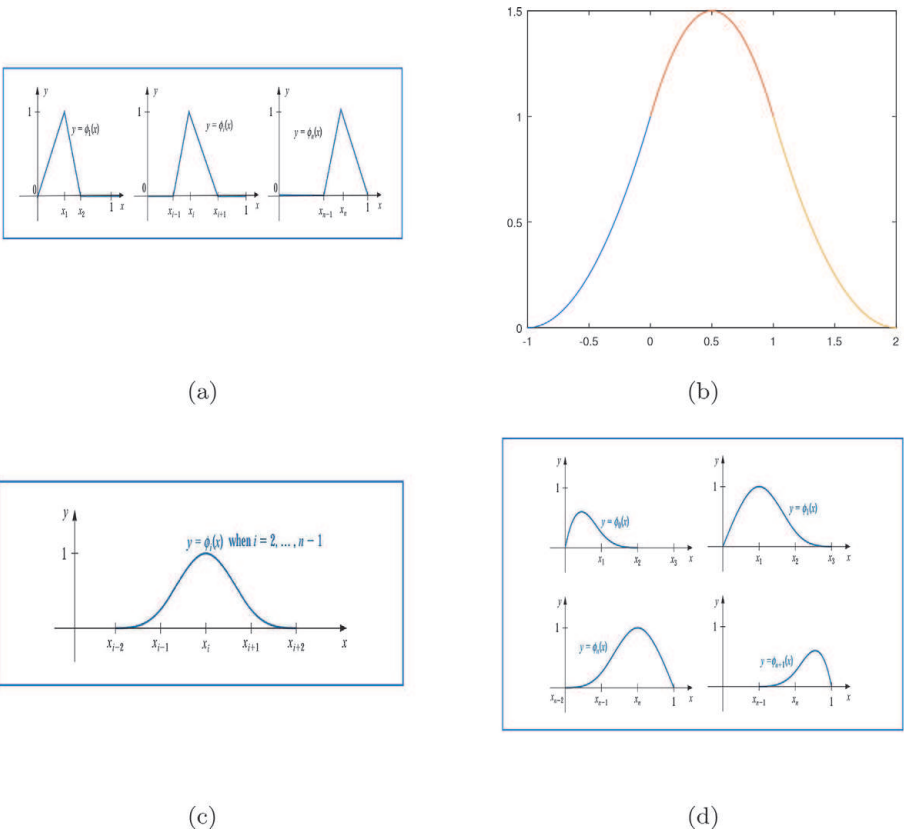 y y y
1 1 1
y = ϕ₁(x) y = ϕᵢ(x) y = ϕₙ(x)
0 0 0
x₁ x₂ 1 x xᵢ₋₁ xᵢ xᵢ₊₁ 1 x xₙ₋₁ xₙ 1 x
(a)
1.5
1
0.5
0
-1 -0.5 0 0.5 1 1.5 2
(b)
y
y = ϕᵢ(x) when i = 2, ..., n − 1
1
xᵢ₋₂ xᵢ₋₁ xᵢ xᵢ₊₁ xᵢ₊₂ x
(c)
y y
1 1
y = ϕ₀(x) y = ϕ₁(x)
x₁ x₂ x₃ x x₁ x₂ x₃ x
y y
1 1
y = ϕₙ(x) y = ϕₙ₊₁(x)
xₙ₋₂ xₙ₋₁ xₙ 1 x xₙ₋₁ xₙ 1 x
(d)